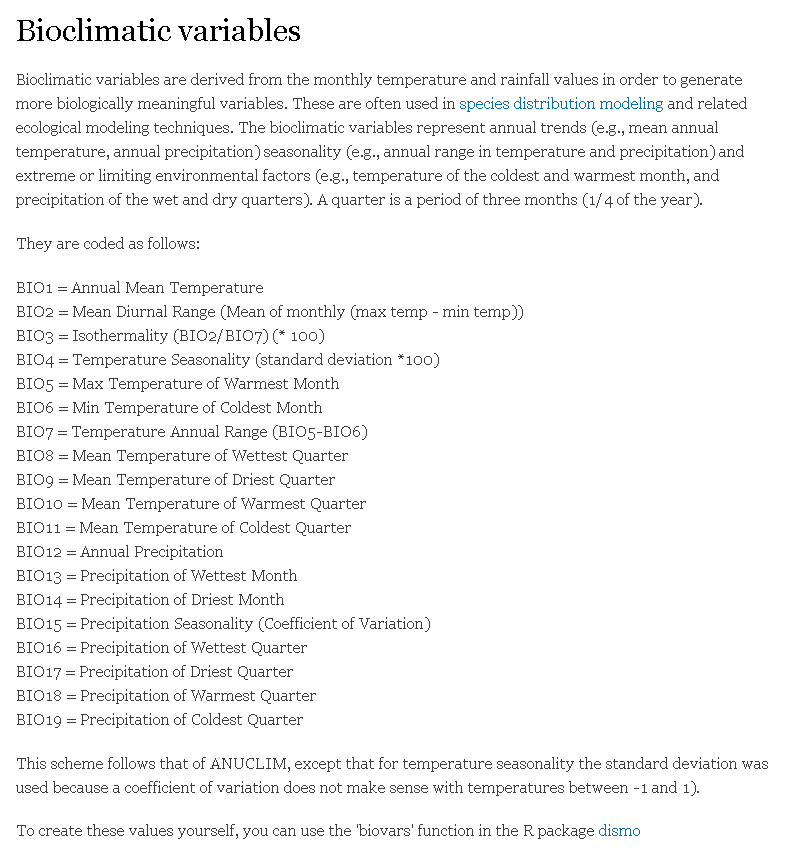 Bioclimatic variables
Bioclimatic variables are derived from the monthly temperature and rainfall values in order to generate
more biologically meaningful variables. These are often used in species distribution modeling and related
ecological modeling techniques. The bioclimatic variables represent annual trends (e.g., mean annual
temperature, annual precipitation) seasonality (e.g., annual range in temperature and precipitation) and
extreme or limiting environmental factors (e.g., temperature of the coldest and warmest month, and
precipitation of the wet and dry quarters). A quarter is a period of three months (1/4 of the year).
They are coded as follows:
BIO1 = Annual Mean Temperature
BIO2 = Mean Diurnal Range (Mean of monthly (max temp - min temp))
BIO3 = Isothermality (BIO2/BIO7) (* 100)
BIO4 = Temperature Seasonality (standard deviation *100)
BIO5 = Max Temperature of Warmest Month
BIO6 = Min Temperature of Coldest Month
BIO7 = Temperature Annual Range (BIO5-BIO6)
BIO8 = Mean Temperature of Wettest Quarter
BIO9 = Mean Temperature of Driest Quarter
BIO10 = Mean Temperature of Warmest Quarter
BIO11 = Mean Temperature of Coldest Quarter
BIO12 = Annual Precipitation
BIO13 = Precipitation of Wettest Month
BIO14 = Precipitation of Driest Month
BIO15 = Precipitation Seasonality (Coefficient of Variation)
BIO16 = Precipitation of Wettest Quarter
BIO17 = Precipitation of Driest Quarter
BIO18 = Precipitation of Warmest Quarter
BIO19 = Precipitation of Coldest Quarter
This scheme follows that of ANUCLIM, except that for temperature seasonality the standard deviation was
used because a coefficient of variation does not make sense with temperatures between -1 and 1).
To create these values yourself, you can use the 'biovars' function in the R package dismo